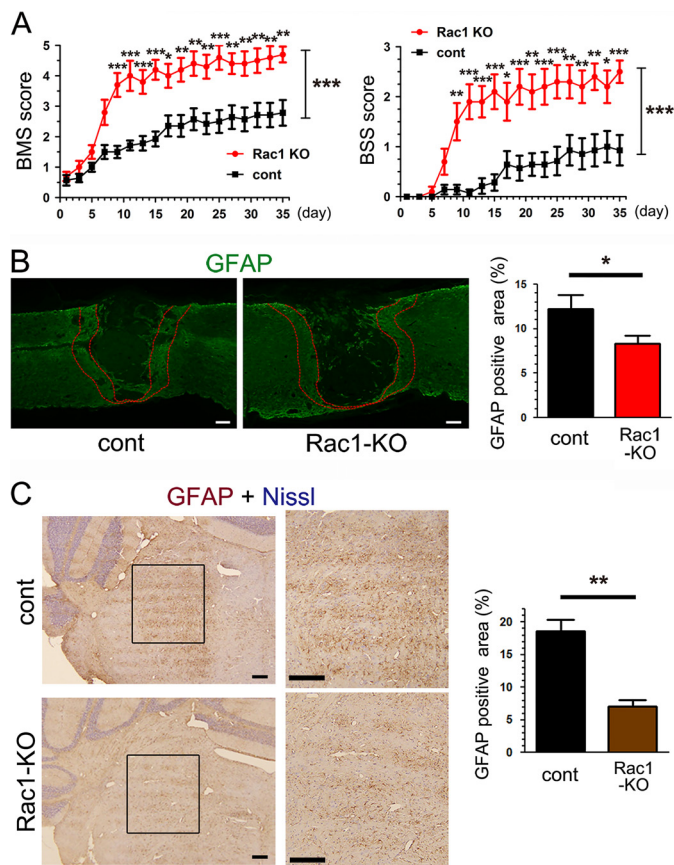 A
BMS score
6
5
4
3
2
1
0
0 5 10 15 20 25 30 35 (day)
*** *** *** *** * ** ** ** *** ** ** ** ** **
***
Rac1 KO
cont
BSS score
3
2
1
0
0 5 10 15 20 25 30 35 (day)
Rac1 KO
cont
** *** *** *** * *** ** *** *** ** ** ** * ***
***
B
GFAP
cont Rac1-KO
GFAP positive area (%)
15
10
5
0
*
cont Rac1
-KO
C
GFAP + Nissl
cont
Rac1-KO
GFAP positive area (%)
20
15
10
5
0
**
cont Rac1
-KO